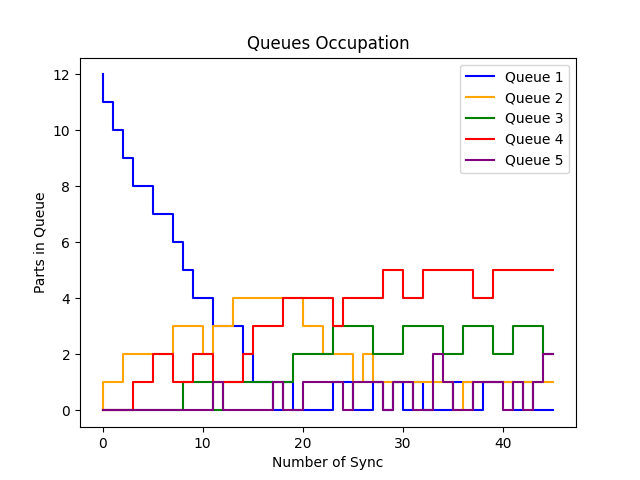 Queues Occupation
Queue 1
Queue 2
Queue 3
Queue 4
Queue 5
Parts in Queue
12
10
8
6
4
2
0
0 10 20 30 40
Number of Sync